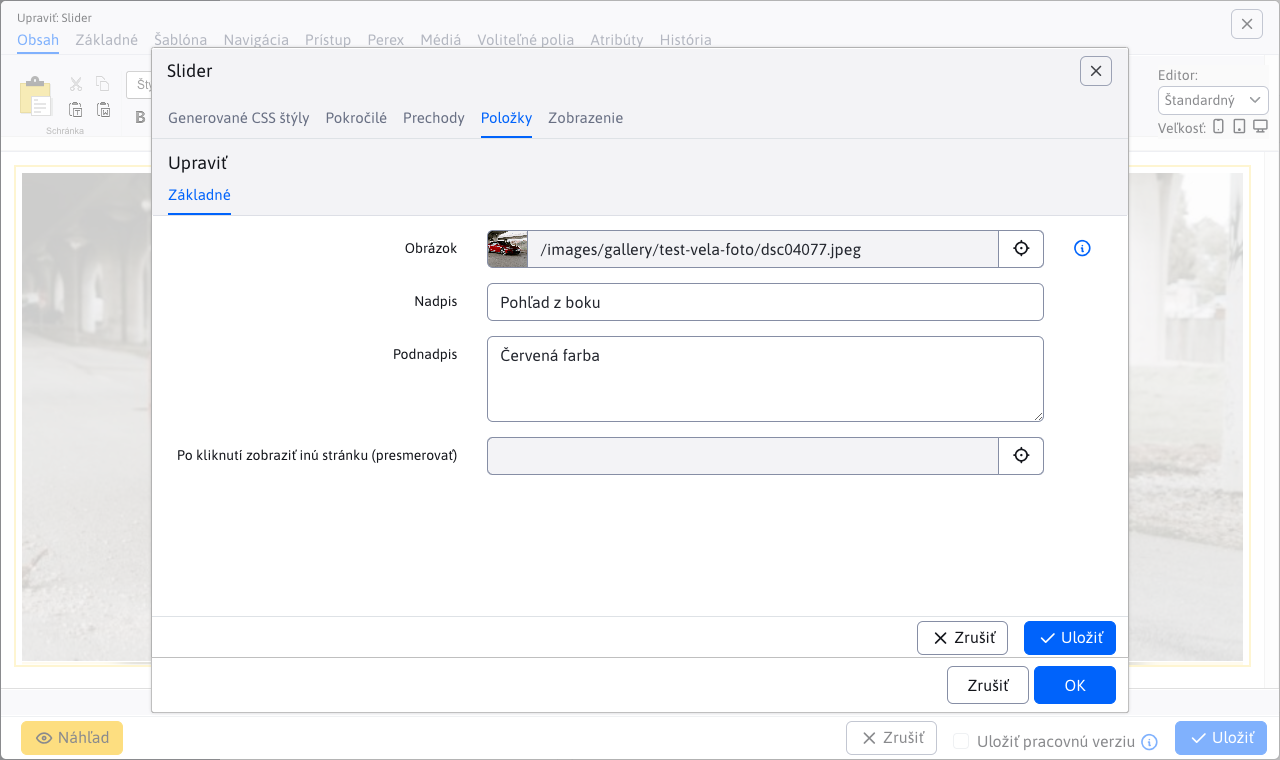 Upraviť: Slider
Obsah Základné Šablóna Navigácia Prístup Perex Médiá Voliteľné polia Atribúty História
Schránka
Šty
B
Editor:
Štandardný
Veľkosť:
Slider
Generované CSS štýly Pokročilé Prechody Položky Zobrazenie
Upraviť
Základné
Obrázok /images/gallery/test-vela-foto/dsc04077.jpeg
Nadpis Pohľad z boku
Podnadpis Červená farba
Po kliknutí zobraziť inú stránku (presmerovať)
Zrušiť Uložiť
Zrušiť OK
Náhľad Zrušiť Uložiť pracovnú verziu Uložiť